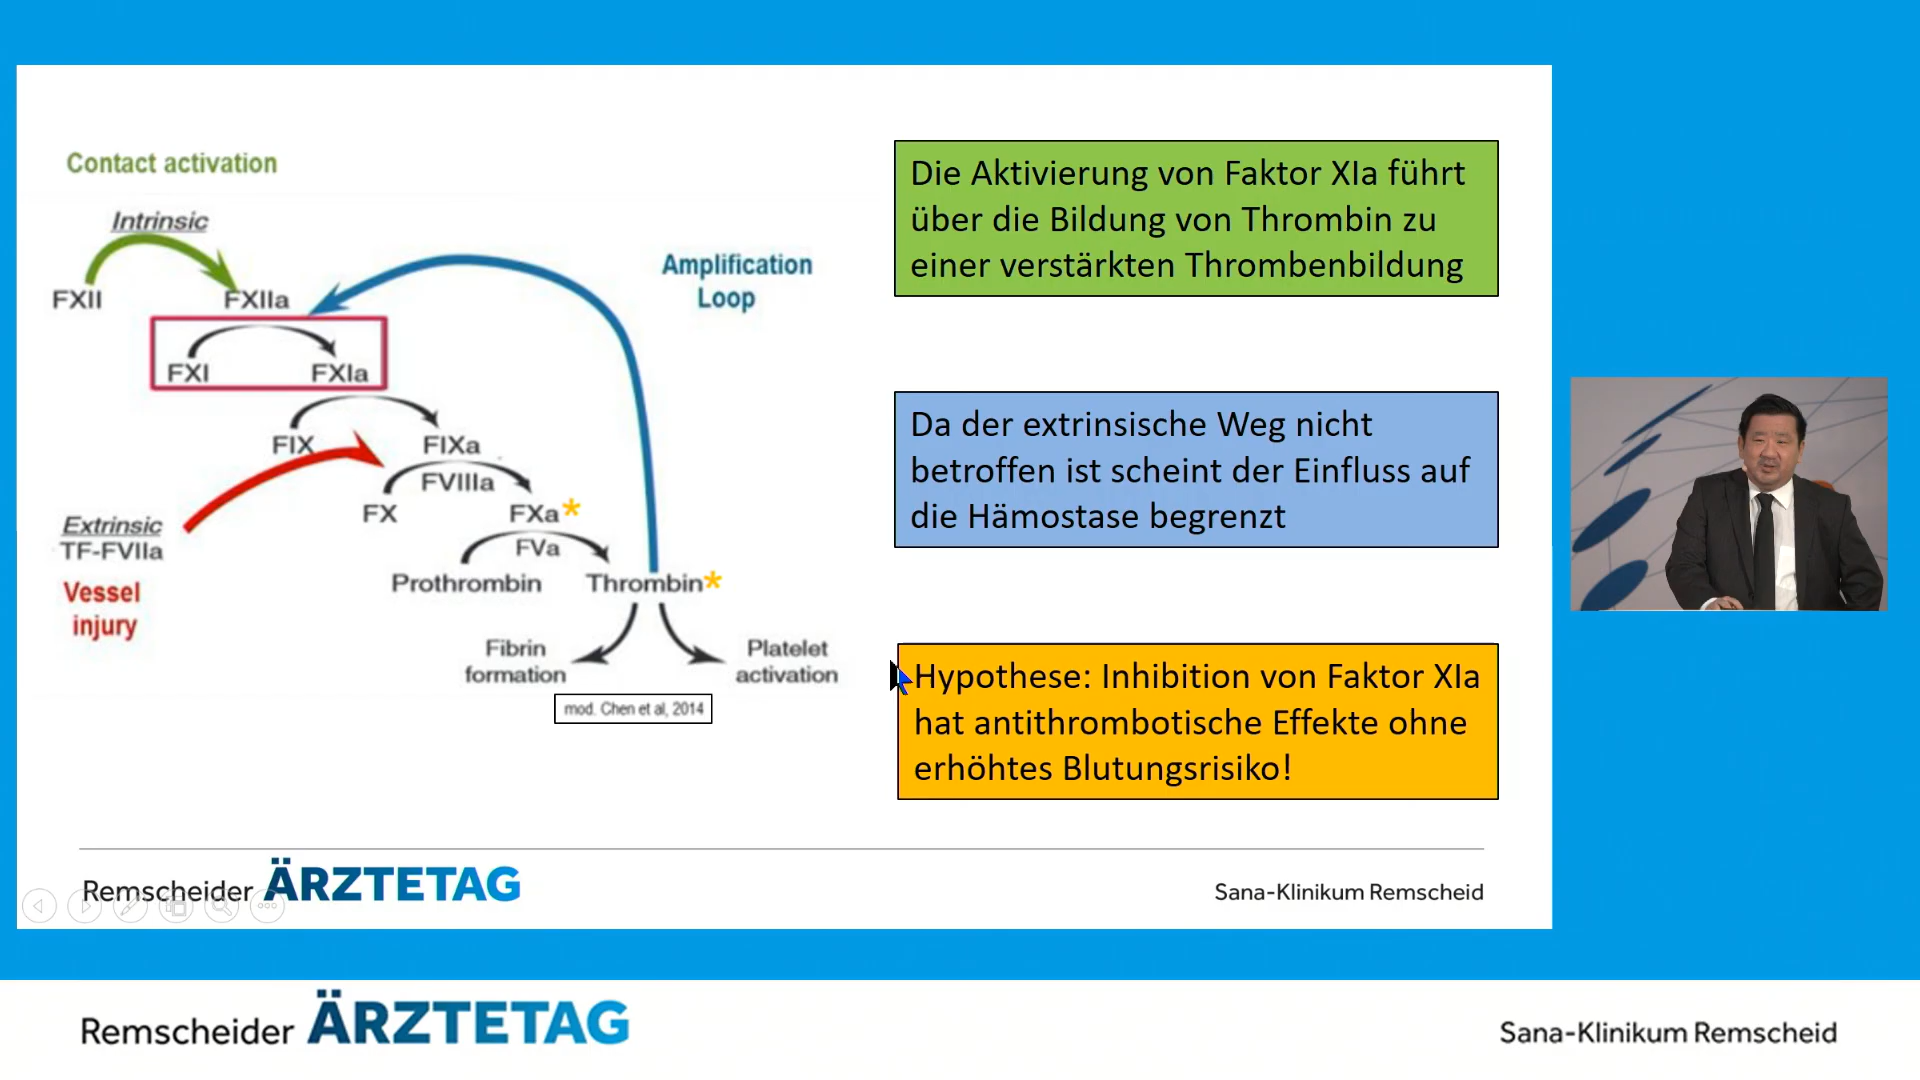 Contact activation
Intrinsic
FXII
FXIIa
Amplification
Loop
FXI
FXIa
FIX
FIXa
FVIIIa
FX
FXa*
FVa
Extrinsic
TF-FVIIa
Vessel
injury
Prothrombin
Thrombin*
Fibrin
formation
Platelet
activation
mod. Chen et al, 2014
Die Aktivierung von Faktor XIa führt
über die Bildung von Thrombin zu
einer verstärkten Thrombenbildung
Da der extrinsische Weg nicht
betroffen ist scheint der Einfluss auf
die Hämostase begrenzt
Hypothese: Inhibition von Faktor XIa
hat antithrombotische Effekte ohne
erhöhtes Blutungsrisiko!
Remscheider ÄRZTETAG
Sana-Klinikum Remscheid
Remscheider ÄRZTETAG
Sana-Klinikum Remscheid